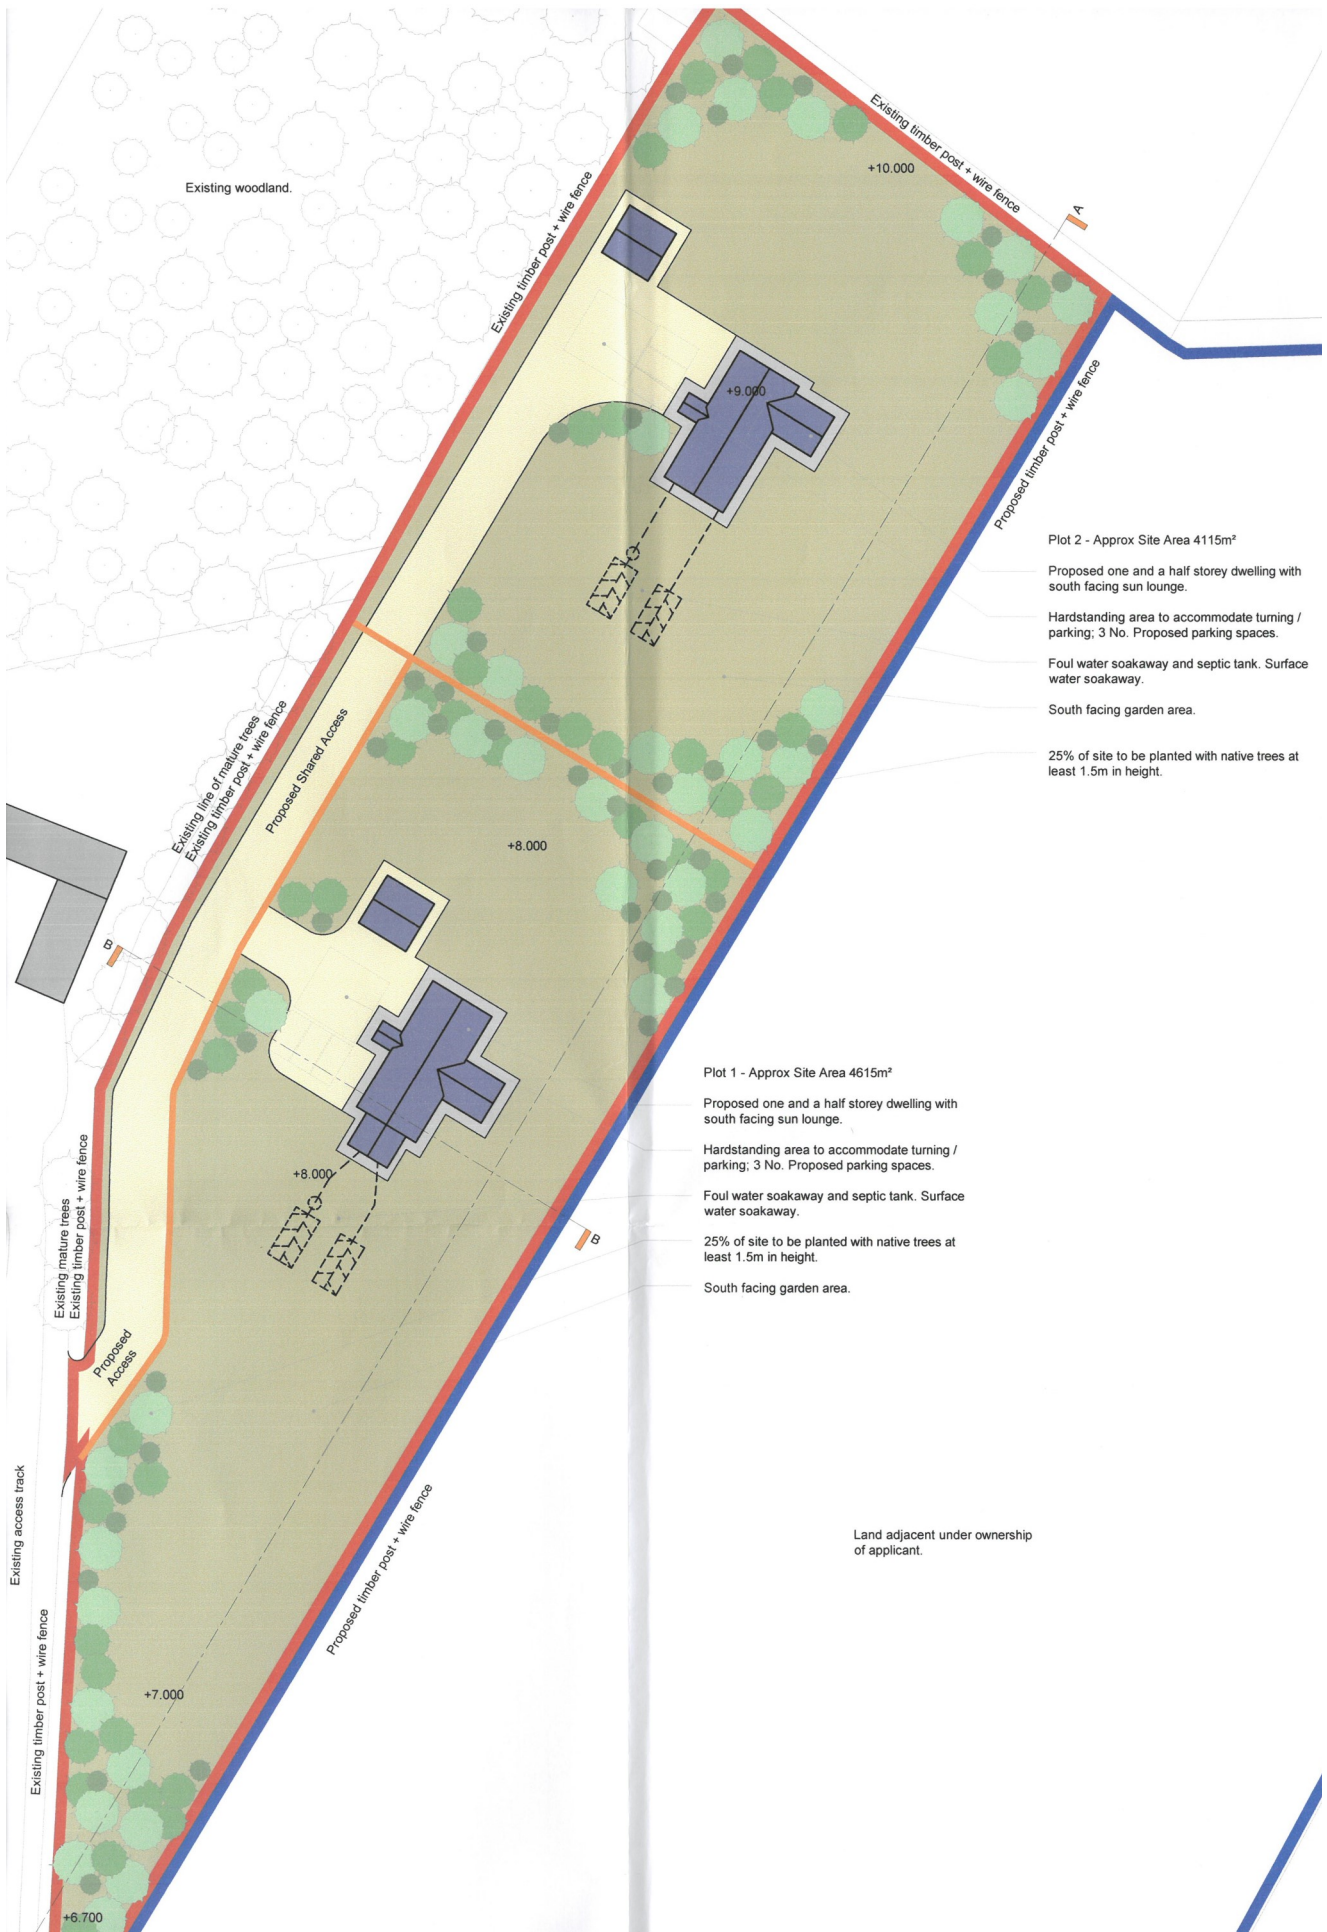 Existing woodland.
Existing timber post + wire fence
+10.000
A
Existing timber post + wire fence
+9.000
Proposed timber post + wire fence
Plot 2 - Approx Site Area 4115m²
Proposed one and a half storey dwelling with
south facing sun lounge.
Hardstanding area to accommodate turning /
parking; 3 No. Proposed parking spaces.
Foul water soakaway and septic tank. Surface
water soakaway.
South facing garden area.
25% of site to be planted with native trees at
least 1.5m in height.
Existing line of mature trees
Existing timber post + wire fence
Proposed Shared Access
+8.000
B
Plot 1 - Approx Site Area 4615m²
Proposed one and a half storey dwelling with
south facing sun lounge.
Hardstanding area to accommodate turning /
parking; 3 No. Proposed parking spaces.
Foul water soakaway and septic tank. Surface
water soakaway.
25% of site to be planted with native trees at
least 1.5m in height.
South facing garden area.
+8.000
B
Existing mature trees
Existing timber post + wire fence
Proposed
Access
Existing access track
Existing timber post + wire fence
Proposed timber post + wire fence
Land adjacent under ownership
of applicant.
+7.000
+6.700